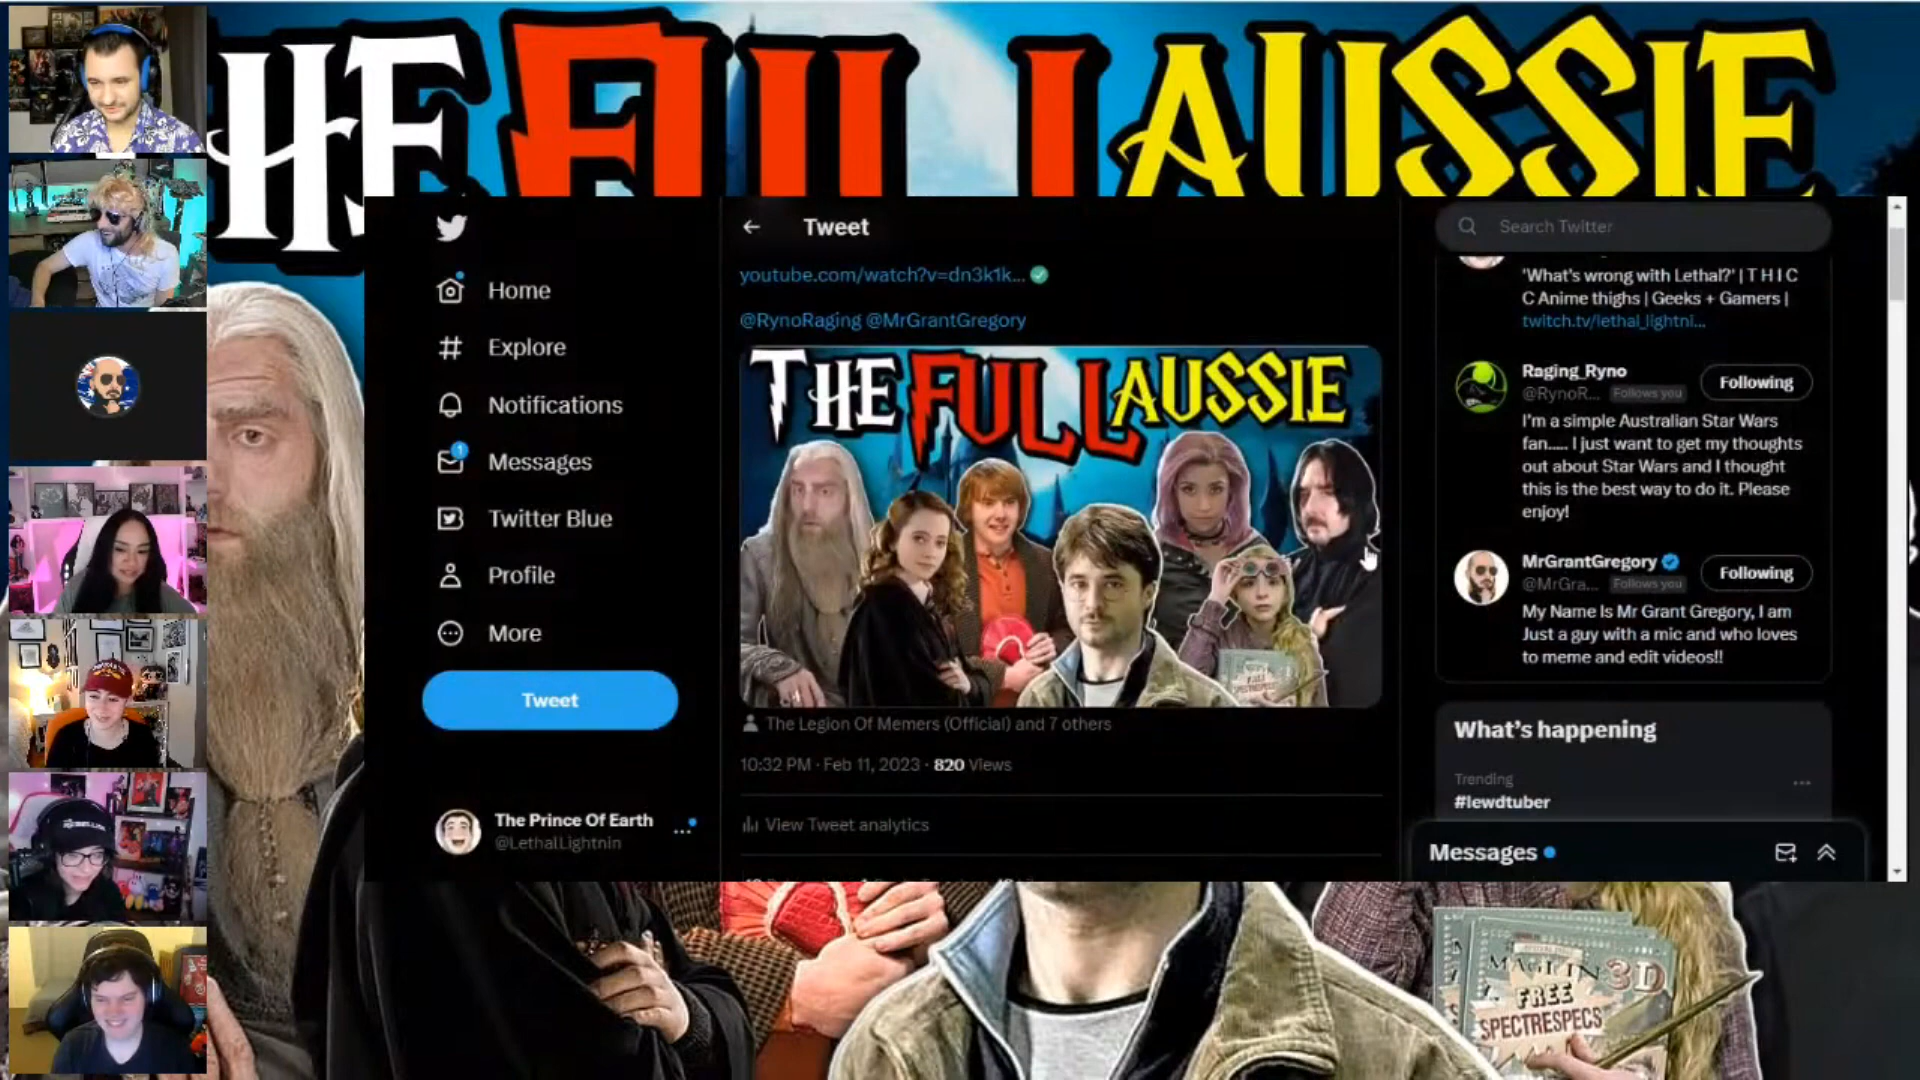 THE FULL AUSSIE
Tweet
Search Twitter
youtube.com/watch?v=dn3k1k...
@RynoRaging @MrGrantGregory
THE FULL AUSSIE
The Legion Of Memers (Official) and 7 others
10:32 PM · Feb 11, 2023 · 820 Views
View Tweet analytics
Home
Explore
Notifications
1
Messages
Twitter Blue
Profile
More
Tweet
The Prince Of Earth
@LethalLightnin
...
'What's wrong with Lethal?' | T H I C
C Anime thighs | Geeks + Gamers |
twitch.tv/lethal_lightni...
Raging_Ryno
@RynoR... Follows you
Following
I'm a simple Australian Star Wars
fan..... I just want to get my thoughts
out about Star Wars and I thought
this is the best way to do it. Please
enjoy!
MrGrantGregory
@MrGra... Follows you
Following
My Name Is Mr Grant Gregory, I am
Just a guy with a mic and who loves
to meme and edit videos!!
What's happening
Trending
...
#lewdtuber
Messages
3D
FREE
SPECTRESPECS